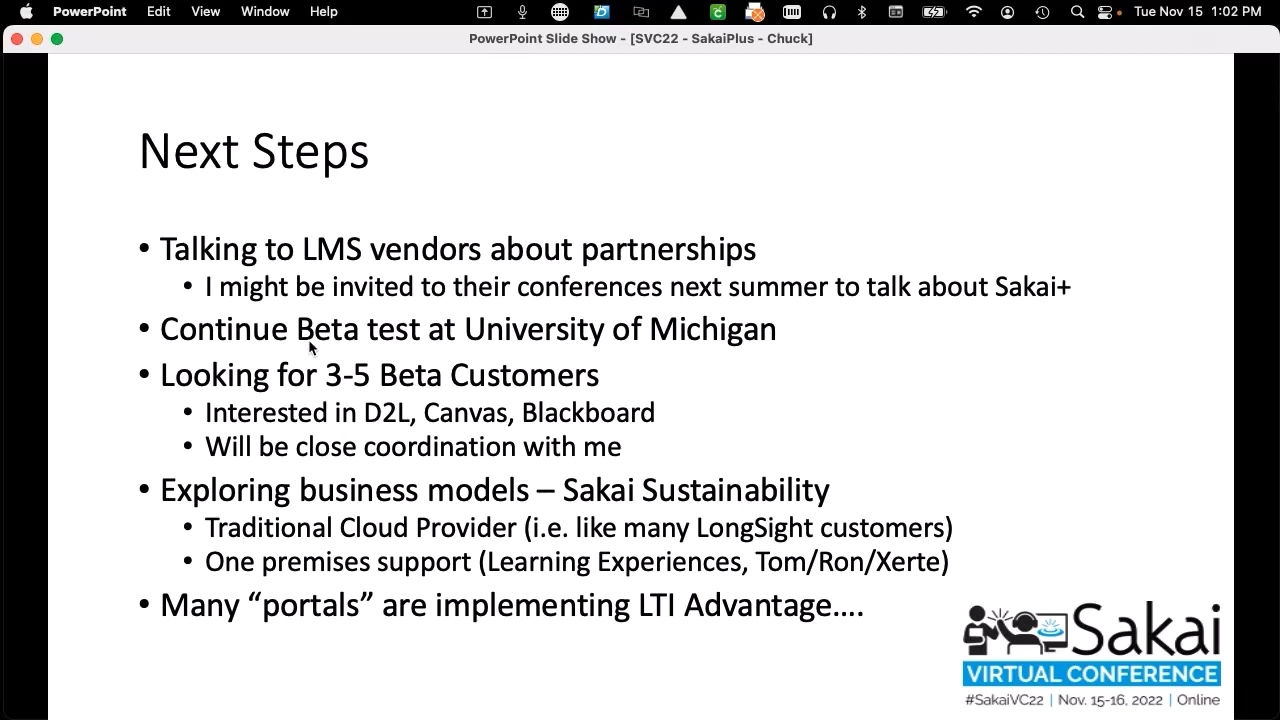 PowerPoint Edit View Window Help Tue Nov 15 1:02 PM
PowerPoint Slide Show - [SVC22 - SakaiPlus - Chuck]
Next Steps
• Talking to LMS vendors about partnerships
• I might be invited to their conferences next summer to talk about Sakai+
• Continue Beta test at University of Michigan
• Looking for 3-5 Beta Customers
• Interested in D2L, Canvas, Blackboard
• Will be close coordination with me
• Exploring business models – Sakai Sustainability
• Traditional Cloud Provider (i.e. like many LongSight customers)
• One premises support (Learning Experiences, Tom/Ron/Xerte)
• Many “portals” are implementing LTI Advantage….
Sakai
VIRTUAL CONFERENCE
#SakaiVC22 | Nov. 15-16, 2022 | Online